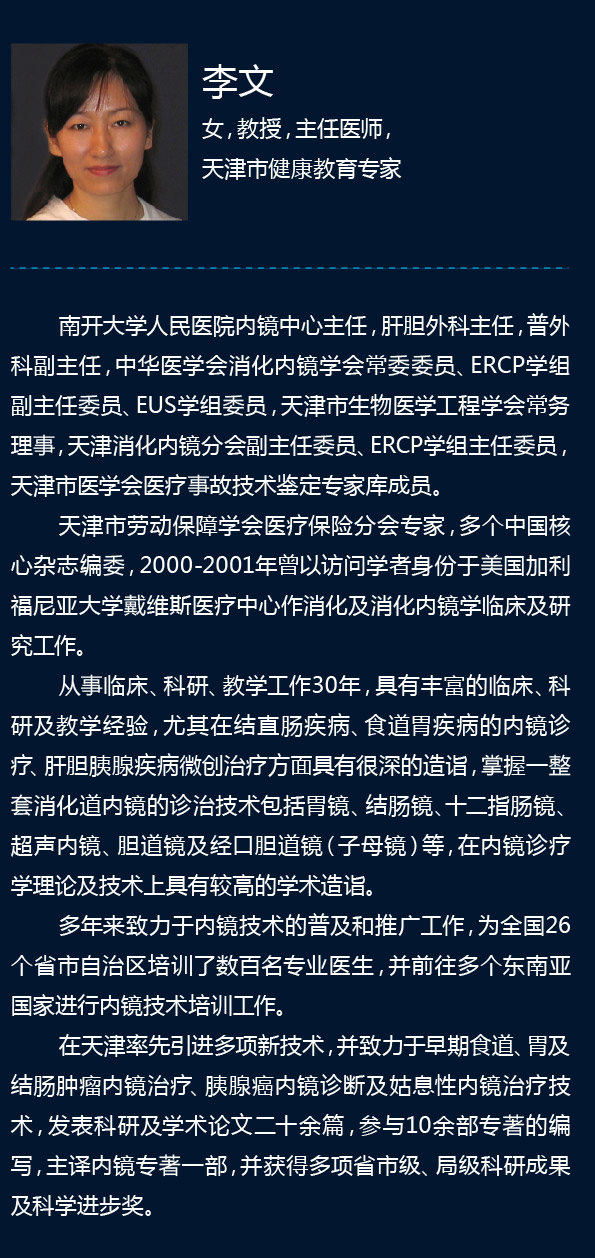 李文
女，教授，主任医师，
天津市健康教育专家
南开大学人民医院内镜中心主任，肝胆外科主任，普外
科副主任，中华医学会消化内镜学会常委委员、ERCP学组
副主任委员、EUS学组委员，天津市生物医学工程学会常务
理事，天津消化内镜分会副主任委员、ERCP学组主任委员，
天津市医学会医疗事故技术鉴定专家库成员。
天津市劳动保障学会医疗保险分会专家，多个中国核
心杂志编委，2000-2001年曾以访问学者身份于美国加利
福尼亚大学戴维斯医疗中心作消化及消化内镜学临床及研
究工作。
从事临床、科研、教学工作30年，具有丰富的临床、科
研及教学经验，尤其在结直肠疾病、食道胃疾病的内镜诊
疗、肝胆胰腺疾病微创治疗方面具有很深的造诣，掌握一整
套消化道内镜的诊治技术包括胃镜、结肠镜、十二指肠镜、
超声内镜、胆道镜及经口胆道镜（子母镜）等，在内镜诊疗
学理论及技术上具有较高的学术造诣。
多年来致力于内镜技术的普及和推广工作，为全国26
个省市自治区培训了数百名专业医生，并前往多个东南亚
国家进行内镜技术培训工作。
在天津率先引进多项新技术，并致力于早期食道、胃及
结肠肿瘤内镜治疗、胰腺癌内镜诊断及姑息性内镜治疗技
术，发表科研及学术论文二十余篇，参与10余部专著的编
写，主译内镜专著一部，并获得多项省市级、局级科研成果
及科学进步奖。